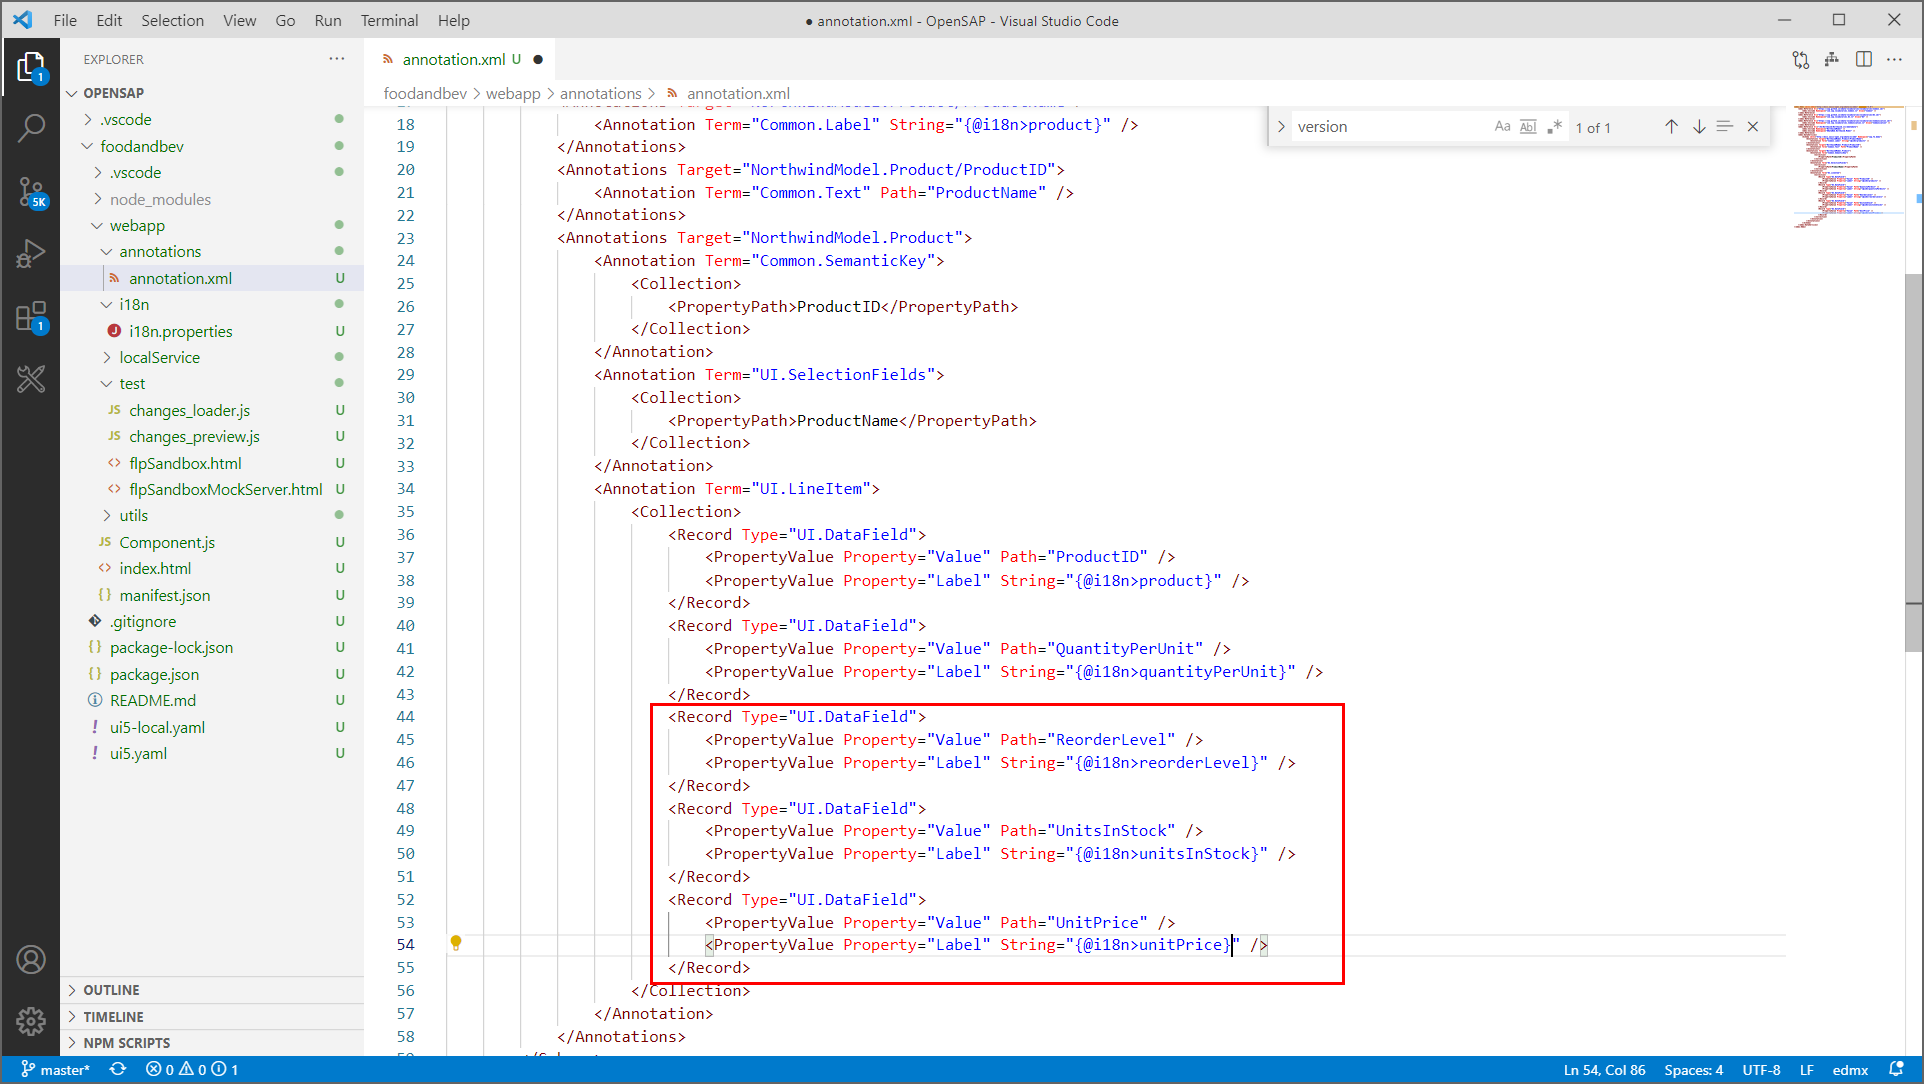 File Edit Selection View Go Run Terminal Help
● annotation.xml - OpenSAP - Visual Studio Code
EXPLORER
OPENSAP
.vscode
foodandbev
.vscode
node_modules
webapp
annotations
annotation.xml U
i18n
i18n.properties U
localService
test
JS changes_loader.js U
JS changes_preview.js U
<> flpSandbox.html U
<> flpSandboxMockServer.html U
utils
JS Component.js U
<> index.html U
{} manifest.json U
.gitignore U
{} package-lock.json U
{} package.json U
README.md U
! ui5-local.yaml U
! ui5.yaml U
OUTLINE
TIMELINE
NPM SCRIPTS
1
5K
1
annotation.xml U ●
foodandbev > webapp > annotations > annotation.xml
version Aa Abl .* 1 of 1
18 <Annotation Term="Common.Label" String="{@i18n>product}" />
19 </Annotations>
20 <Annotations Target="NorthwindModel.Product/ProductID">
21 <Annotation Term="Common.Text" Path="ProductName" />
22 </Annotations>
23 <Annotations Target="NorthwindModel.Product">
24 <Annotation Term="Common.SemanticKey">
25 <Collection>
26 <PropertyPath>ProductID</PropertyPath>
27 </Collection>
28 </Annotation>
29 <Annotation Term="UI.SelectionFields">
30 <Collection>
31 <PropertyPath>ProductName</PropertyPath>
32 </Collection>
33 </Annotation>
34 <Annotation Term="UI.LineItem">
35 <Collection>
36 <Record Type="UI.DataField">
37 <PropertyValue Property="Value" Path="ProductID" />
38 <PropertyValue Property="Label" String="{@i18n>product}" />
39 </Record>
40 <Record Type="UI.DataField">
41 <PropertyValue Property="Value" Path="QuantityPerUnit" />
42 <PropertyValue Property="Label" String="{@i18n>quantityPerUnit}" />
43 </Record>
44 <Record Type="UI.DataField">
45 <PropertyValue Property="Value" Path="ReorderLevel" />
46 <PropertyValue Property="Label" String="{@i18n>reorderLevel}" />
47 </Record>
48 <Record Type="UI.DataField">
49 <PropertyValue Property="Value" Path="UnitsInStock" />
50 <PropertyValue Property="Label" String="{@i18n>unitsInStock}" />
51 </Record>
52 <Record Type="UI.DataField">
53 <PropertyValue Property="Value" Path="UnitPrice" />
54 <PropertyValue Property="Label" String="{@i18n>unitPrice}" />
55 </Record>
56 </Collection>
57 </Annotation>
58 </Annotations>
master* 0 0 1
Ln 54, Col 86 Spaces: 4 UTF-8 LF edmx